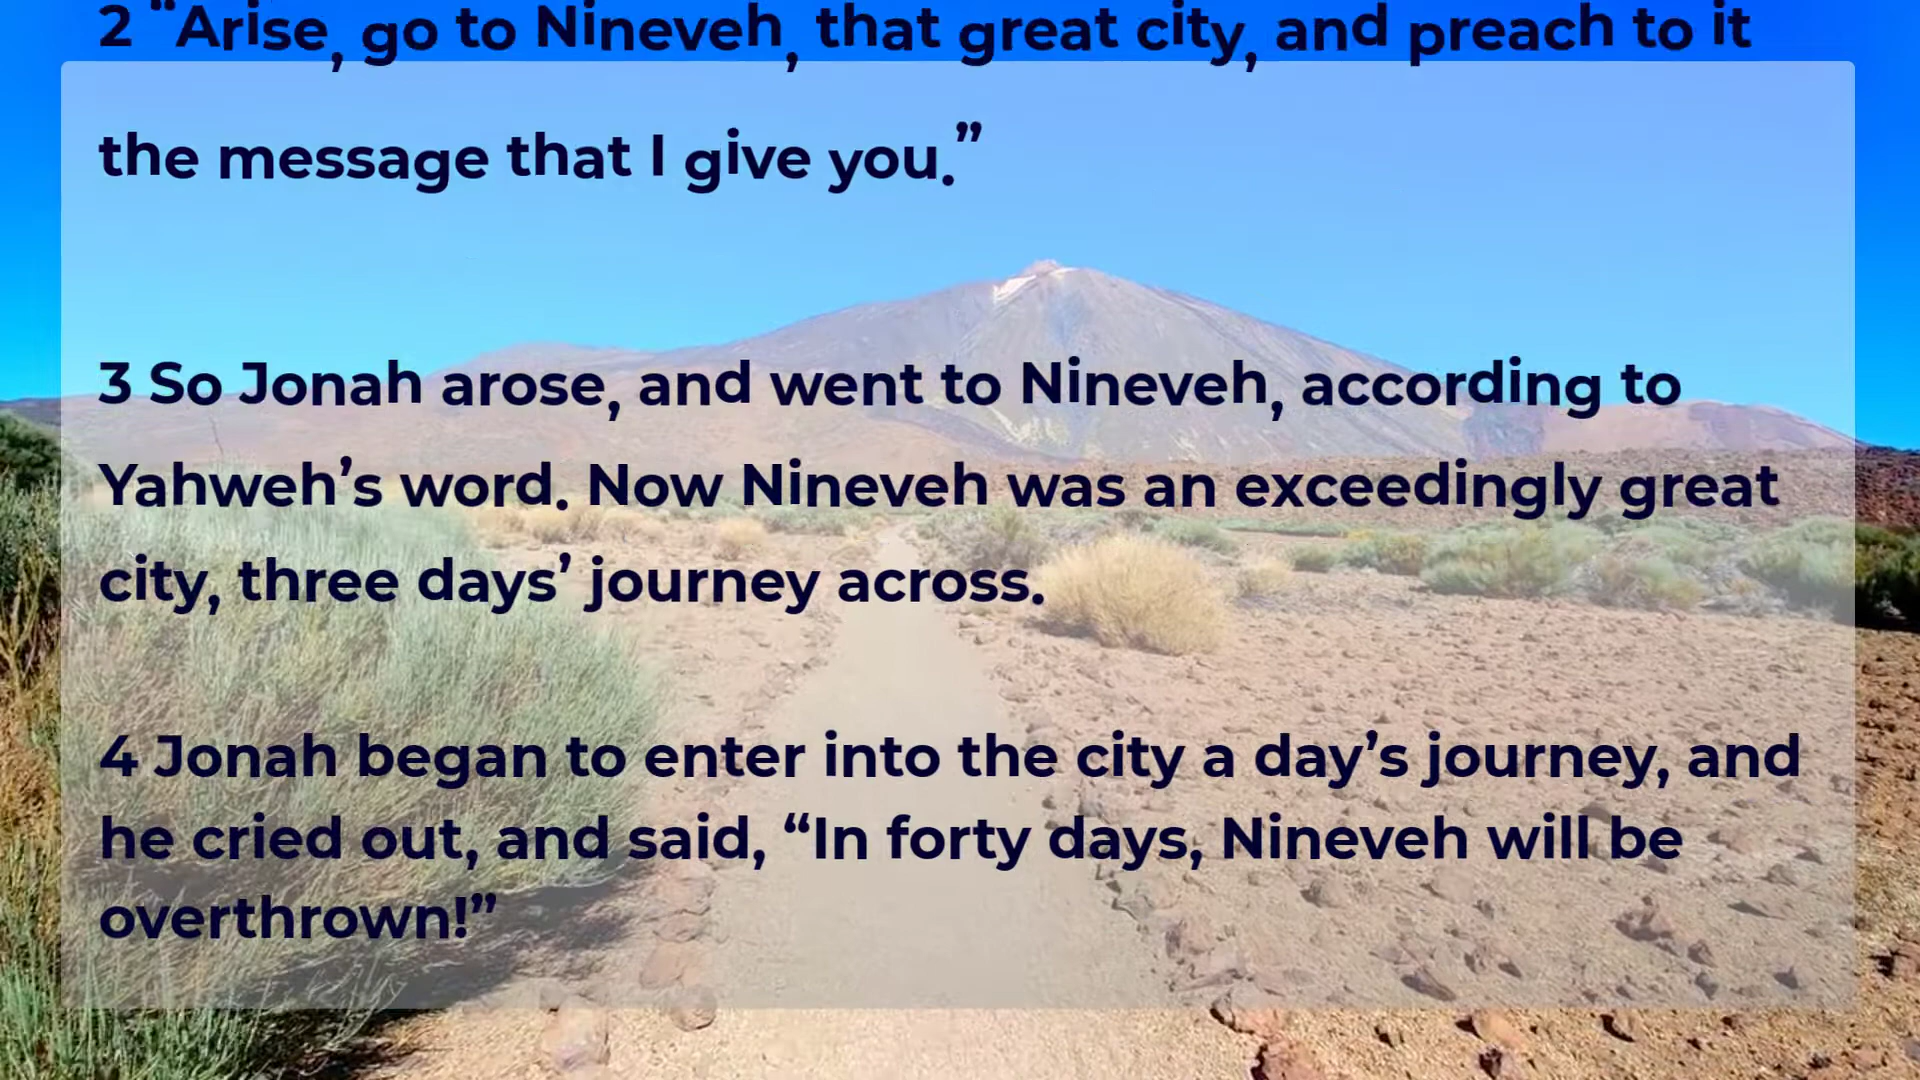 2 “Arise, go to Nineveh, that great city, and preach to it
the message that I give you.”
3 So Jonah arose, and went to Nineveh, according to
Yahweh’s word. Now Nineveh was an exceedingly great
city, three days’ journey across.
4 Jonah began to enter into the city a day’s journey, and
he cried out, and said, “In forty days, Nineveh will be
overthrown!”